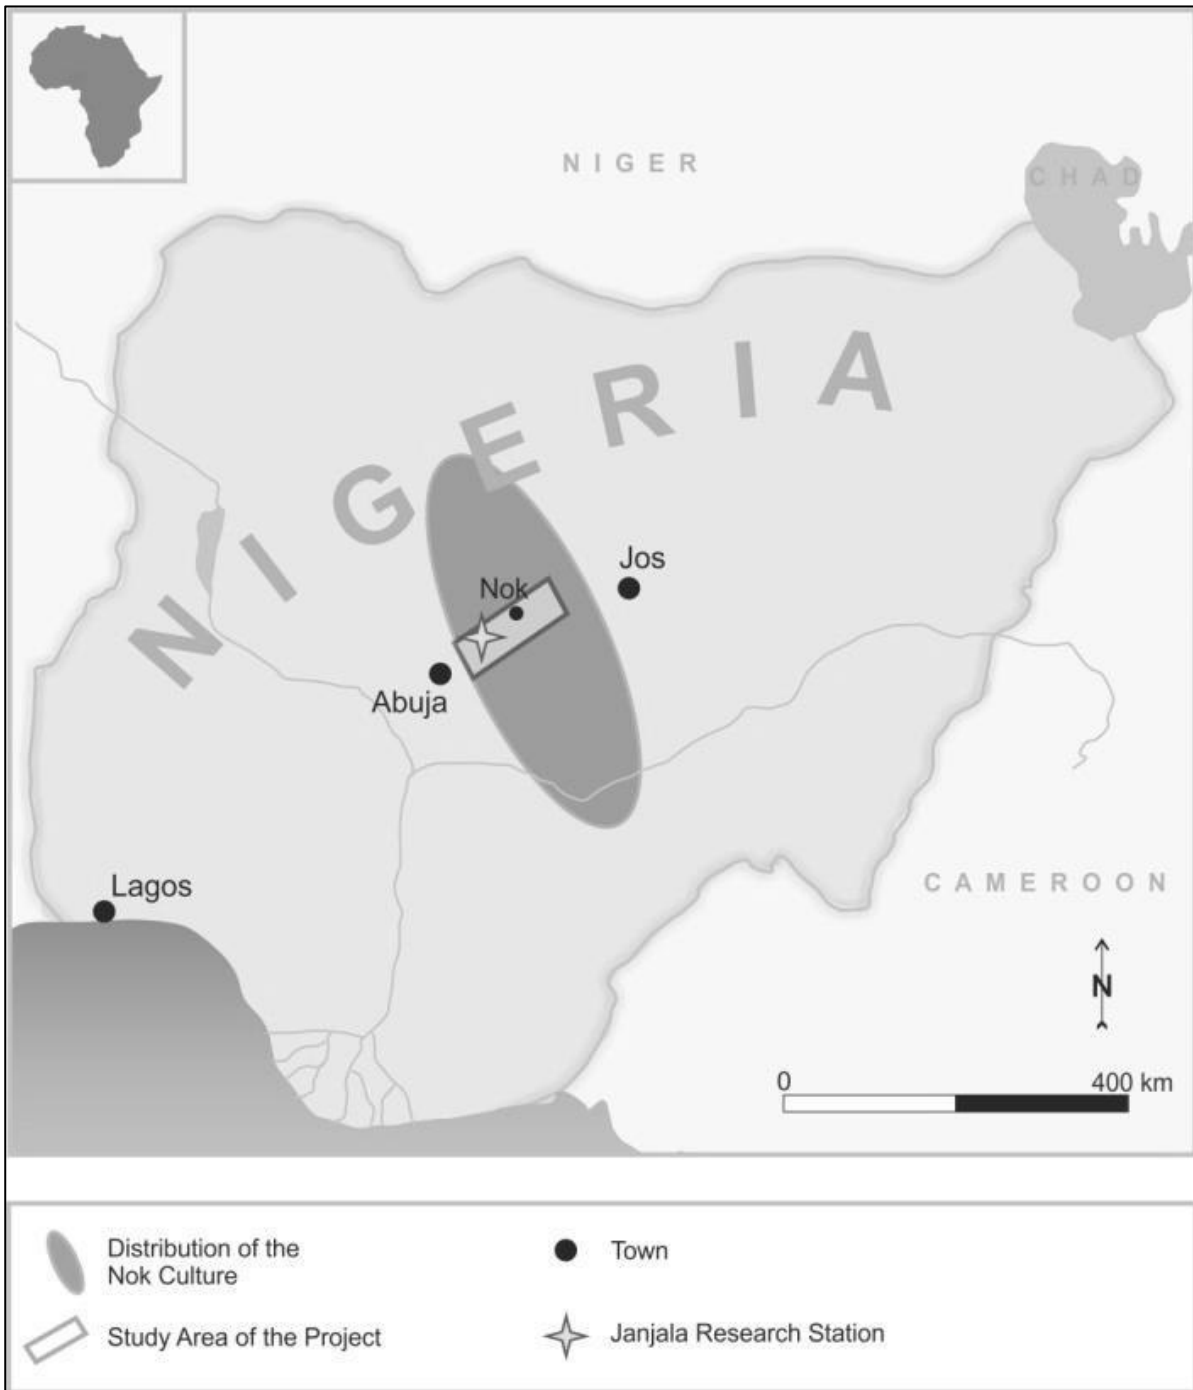 NIGER
CHAD
NIGERIA
Jos
Nok
Abuja
Lagos
CAMEROON
N
0 400 km
Distribution of the
Nok Culture
Town
Study Area of the Project
Janjala Research Station